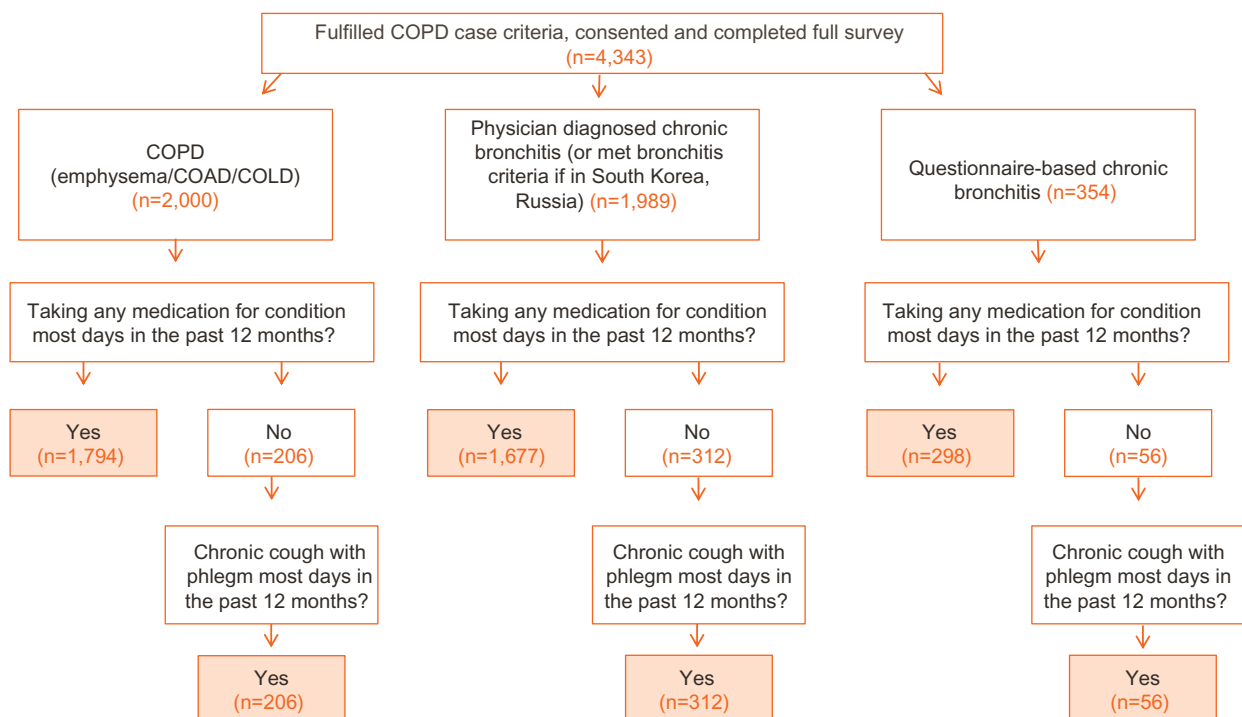 Fulfilled COPD case criteria, consented and completed full survey
(n=4,343)
COPD
(emphysema/COAD/COLD)
(n=2,000)
Physician diagnosed chronic
bronchitis (or met bronchitis
criteria if in South Korea,
Russia) (n=1,989)
Questionnaire-based chronic
bronchitis (n=354)
Taking any medication for condition
most days in the past 12 months?
Taking any medication for condition
most days in the past 12 months?
Taking any medication for condition
most days in the past 12 months?
Yes
(n=1,794)
No
(n=206)
Yes
(n=1,677)
No
(n=312)
Yes
(n=298)
No
(n=56)
Chronic cough with
phlegm most days in
the past 12 months?
Chronic cough with
phlegm most days in
the past 12 months?
Chronic cough with
phlegm most days in
the past 12 months?
Yes
(n=206)
Yes
(n=312)
Yes
(n=56)